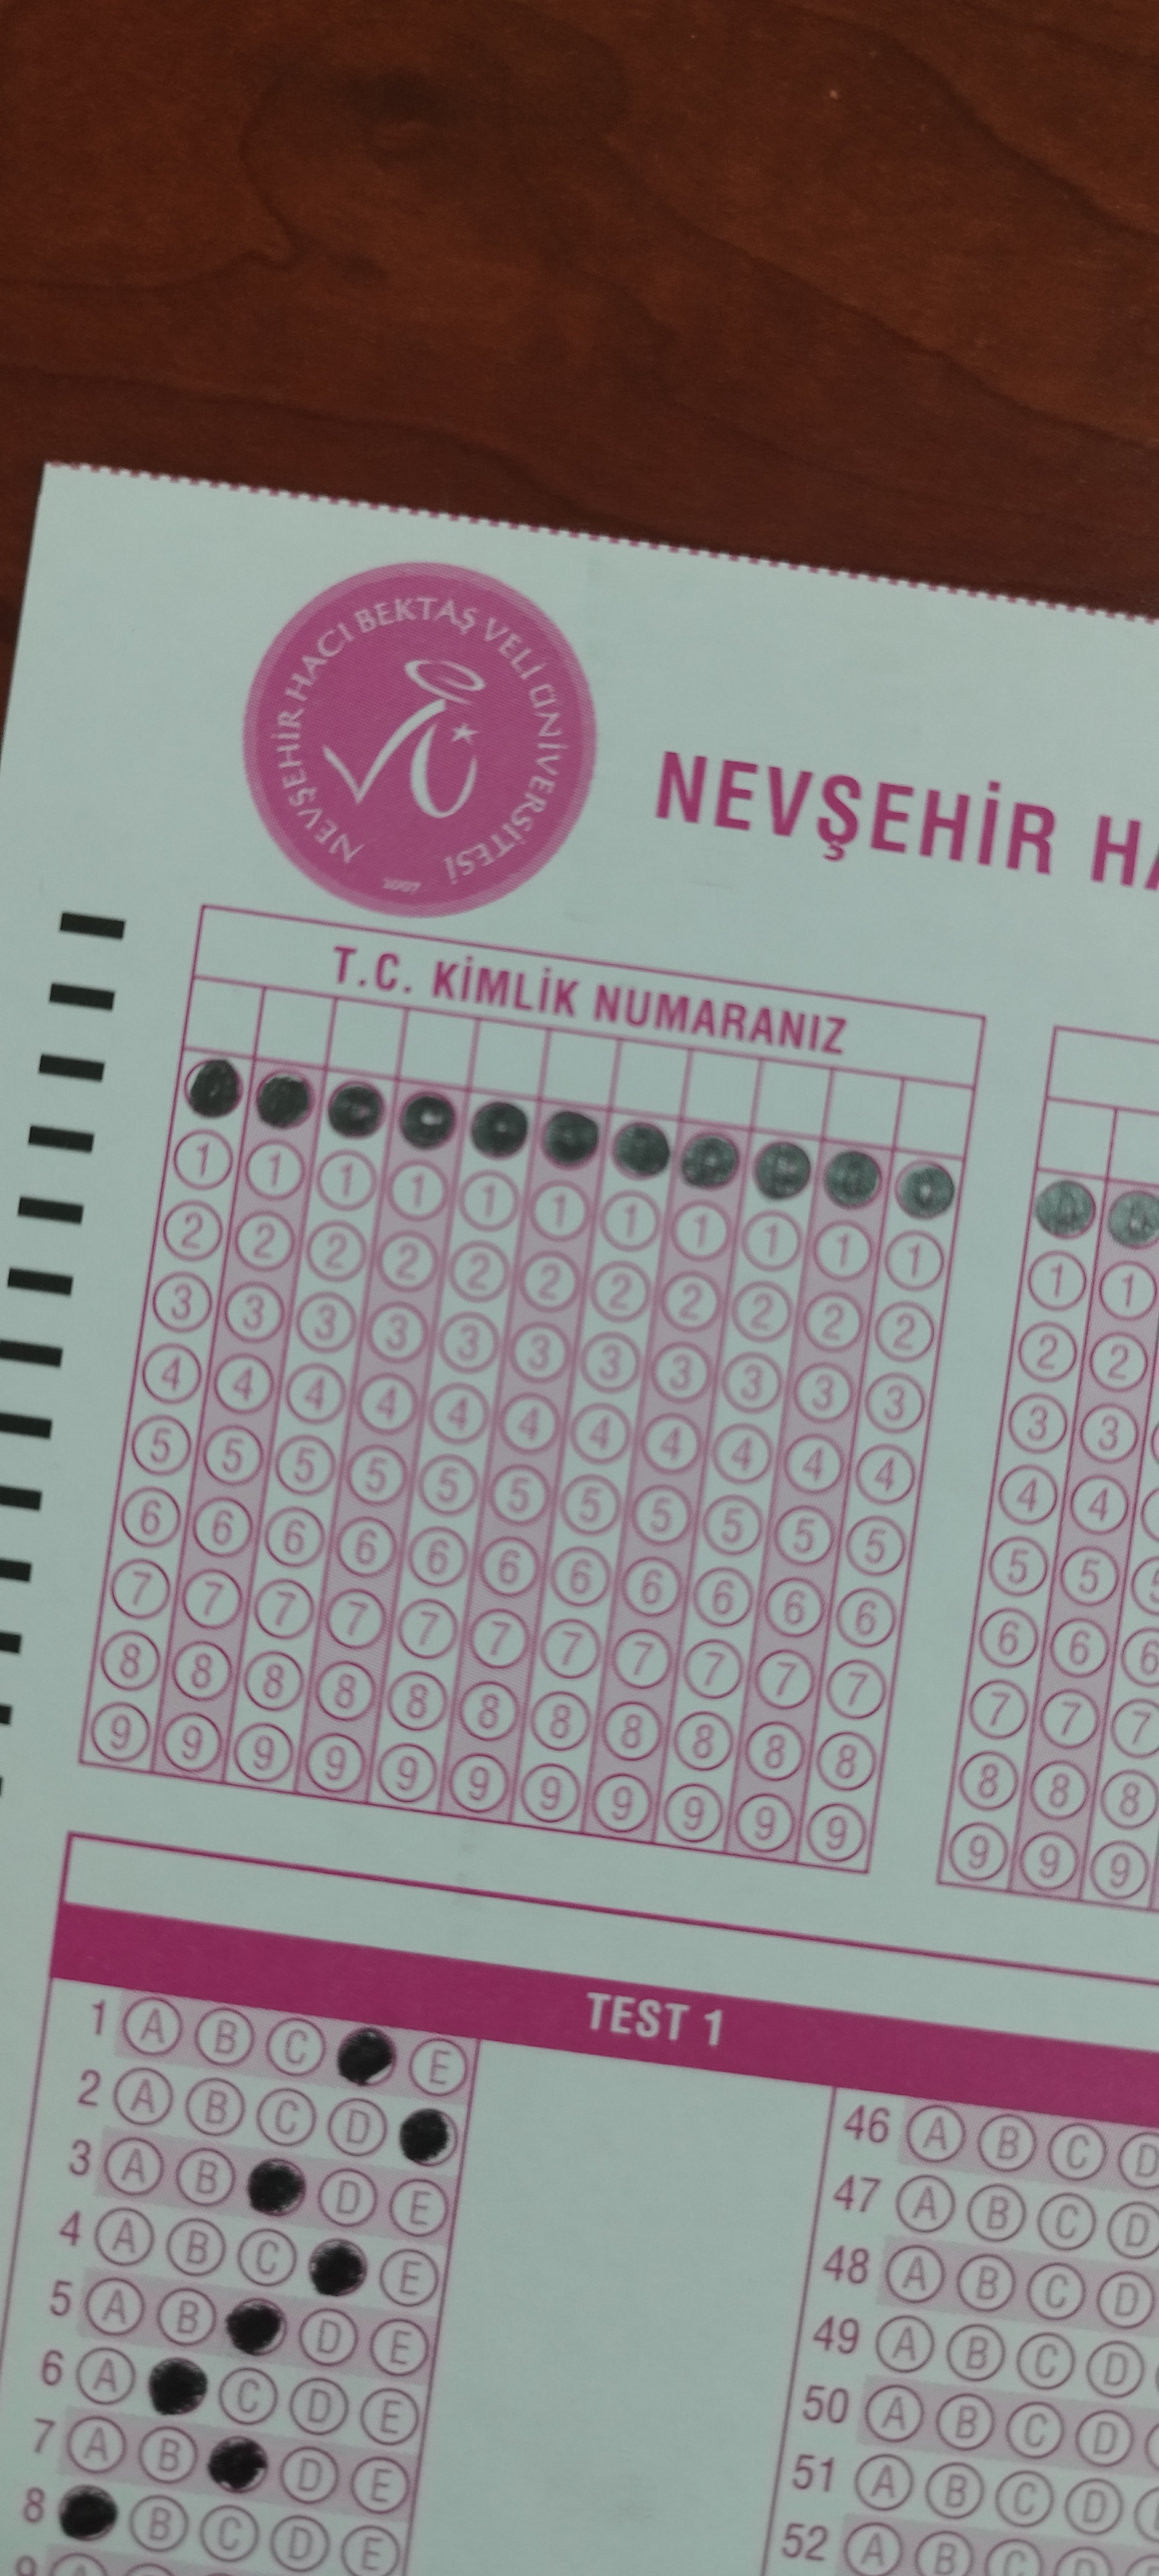 NEVŞEHİR HACI BEKTAŞ VELİ ÜNİVERSİTESİ
2007
NEVŞEHİR HA
T.C. KİMLİK NUMARANIZ
1 1 1 1 1 1 1 1 1 1 1 1 1
2 2 2 2 2 2 2 2 2 2 2 2 2
3 3 3 3 3 3 3 3 3 3 3 3 3
4 4 4 4 4 4 4 4 4 4 4 4 4
5 5 5 5 5 5 5 5 5 5 5 5 5 5
6 6 6 6 6 6 6 6 6 6 6 6 6 6
7 7 7 7 7 7 7 7 7 7 7 7 7 7
8 8 8 8 8 8 8 8 8 8 8 8 8 8
9 9 9 9 9 9 9 9 9 9 9 9 9 9
TEST 1
1 A B C E
2 A B C D
3 A B D E
4 A B C E
5 A B D E
6 A C D E
7 A B D E
8 B C D E
9
46 A B C D
47 A B C D
48 A B C D
49 A B C D
50 A B C D
51 A B C D
52 A B C D